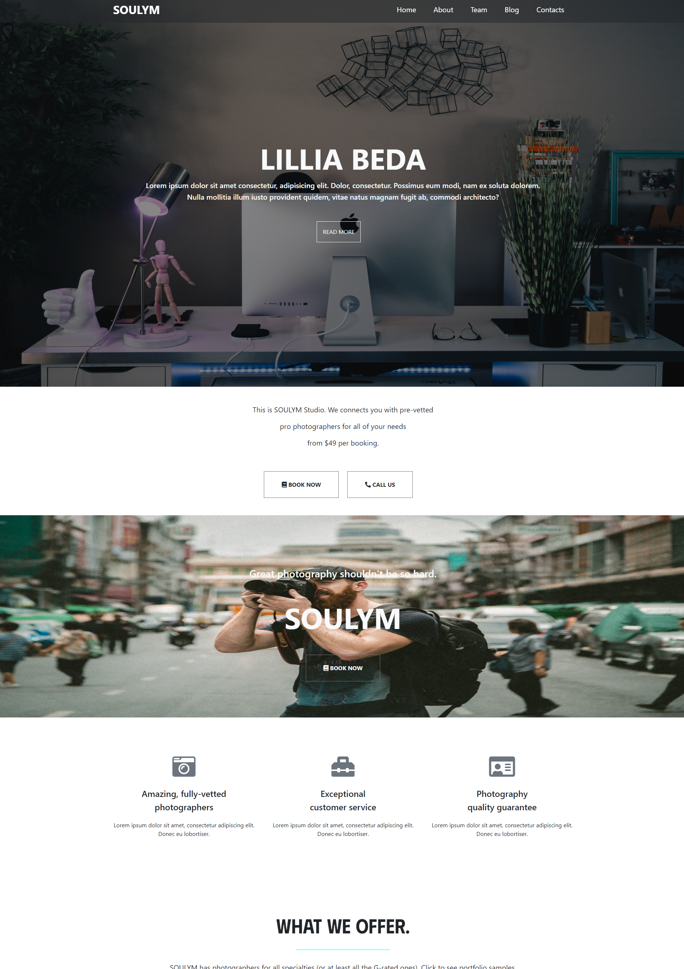 SOULYM
Home About Team Blog Contacts
LILLIA BEDA
Lorem ipsum dolor sit amet consectetur, adipisicing elit. Dolor, consectetur. Possimus eum modi, nam ex soluta dolorem.
Nulla mollitia illum iusto provident quidem, vitae natus magnam fugit ab, commodi architecto?
READ MORE
This is SOULYM Studio. We connects you with pre-vetted
pro photographers for all of your needs
from $49 per booking.
BOOK NOW CALL US
Great photography shouldn't be so hard.
SOULYM
BOOK NOW
Amazing, fully-vetted
photographers
Lorem ipsum dolor sit amet, consectetur adipiscing elit.
Donec eu lobortiser.
Exceptional
customer service
Lorem ipsum dolor sit amet, consectetur adipiscing elit.
Donec eu lobortiser.
Photography
quality guarantee
Lorem ipsum dolor sit amet, consectetur adipiscing elit.
Donec eu lobortiser.
WHAT WE OFFER.
SOULYM has photographers for all specialties (or at least all the G-rated ones). Click to see portfolio samples